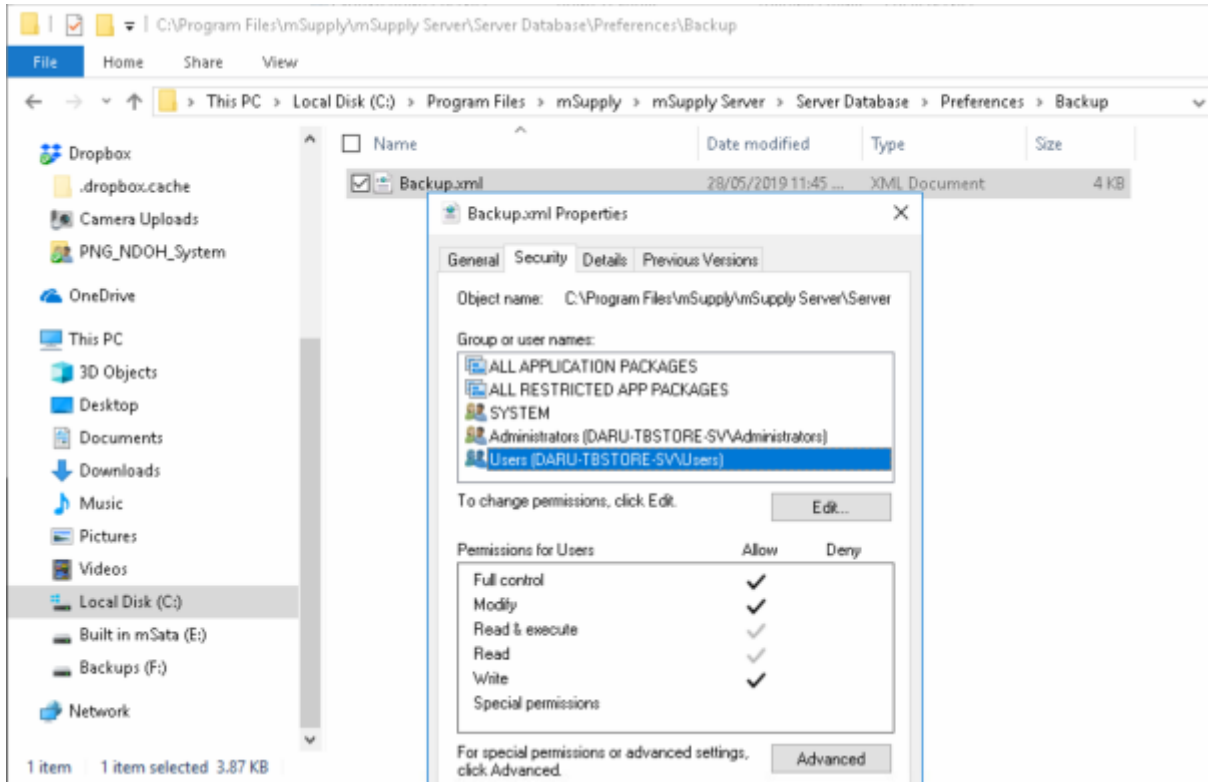 C:\Program Files\mSupply\mSupply Server\Server Database\Preferences\Backup
File Home Share View
This PC > Local Disk (C:) > Program Files > mSupply > mSupply Server > Server Database > Preferences > Backup
Name Date modified Type Size
Dropbox
.dropbox.cache
Camera Uploads
PNG_NDOH_System
OneDrive
This PC
3D Objects
Desktop
Documents
Downloads
Music
Pictures
Videos
Local Disk (C:)
Built in mSata (E:)
Backups (F:)
Network
1 item 1 item selected 3.87 KB
Backup.xml 28/05/2019 11:45 ... XML Document 4 KB
Backup.xml Properties
General Security Details Previous Versions
Object name: C:\Program Files\mSupply\mSupply Server\Server
Group or user names:
ALL APPLICATION PACKAGES
ALL RESTRICTED APP PACKAGES
SYSTEM
Administrators (DARU-TBSTORE-SV\Administrators)
Users (DARU-TBSTORE-SV\Users)
To change permissions, click Edit.
Edit...
Permissions for Users Allow Deny
Full control
Modify
Read & execute
Read
Write
Special permissions
For special permissions or advanced settings,
click Advanced.
Advanced